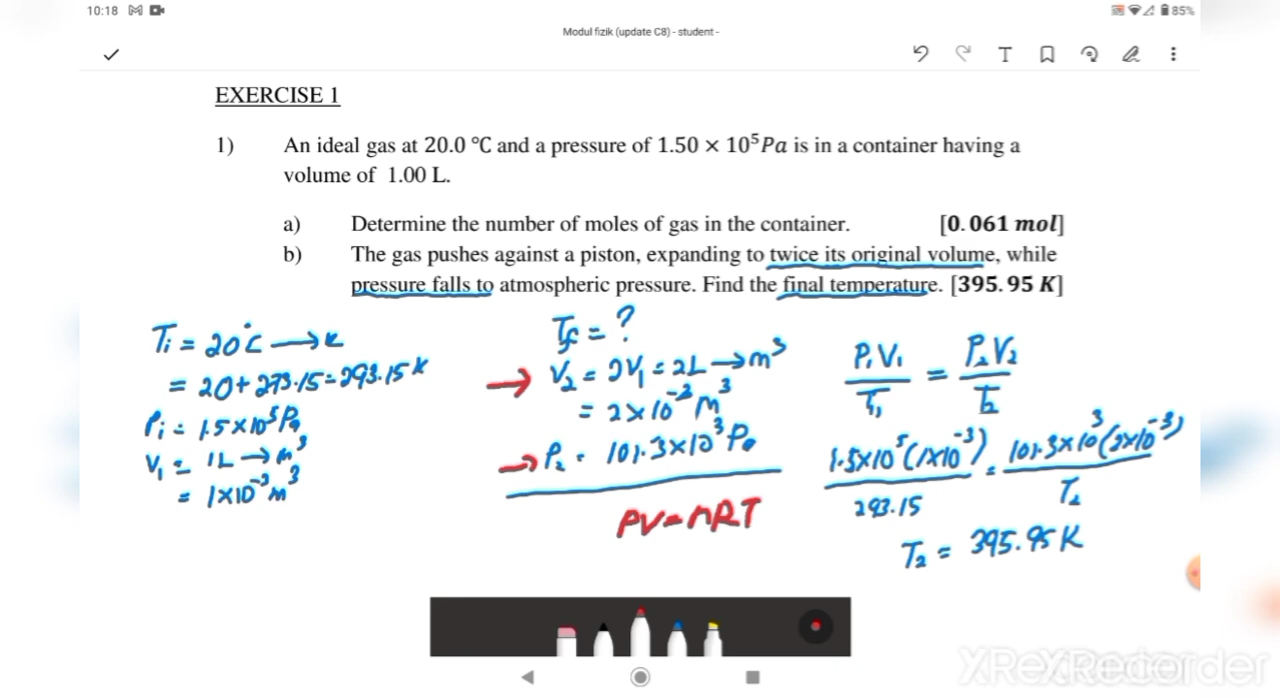 10:18
85%
Modul fizik (update C8) - student -
T
EXERCISE 1
1) An ideal gas at 20.0 °C and a pressure of 1.50 × 10⁵ Pa is in a container having a
volume of 1.00 L.
a) Determine the number of moles of gas in the container. [0.061 mol]
b) The gas pushes against a piston, expanding to twice its original volume, while
pressure falls to atmospheric pressure. Find the final temperature. [395.95 K]
Ti = 20°C → K
= 20 + 273.15 = 293.15 K
Pi = 1.5×10⁵ Pa
V₁ = 1L → m³
= 1×10⁻³ m³
Tf = ?
→ V₂ = 2V₁ = 2L → m³
= 2×10⁻³ m³
→ P₂ = 101.3×10³ Pa
PV = nRT
P₁V₁/T₁ = P₂V₂/T₂
1.5×10⁵(1×10⁻³)/293.15 = 101.3×10³(2×10⁻³)/T₂
T₂ = 395.95 K